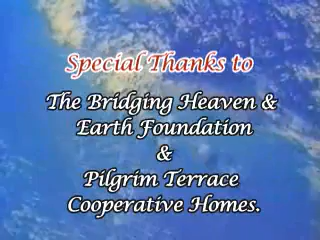 Special Thanks to
The Bridging Heaven &
Earth Foundation
&
Pilgrim Terrace
Cooperative Homes.